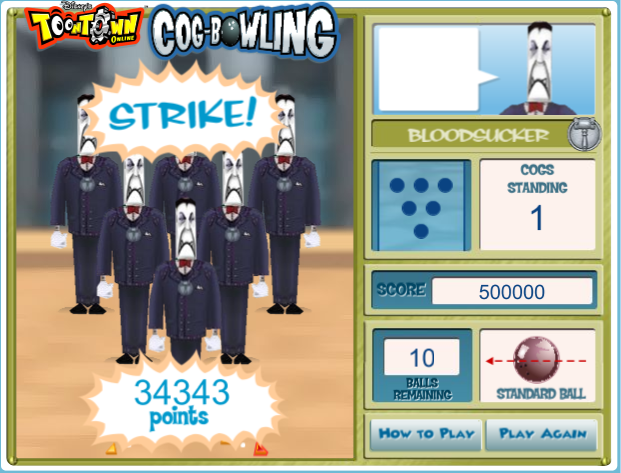 Disney's
TOONTOWN
ONLINE
COG-BOWLING
STRIKE!
34343
points
BLOODSUCKER
COGS
STANDING
1
SCORE 500000
10
BALLS
REMAINING
STANDARD BALL
HOW TO PLAY
PLAY AGAIN